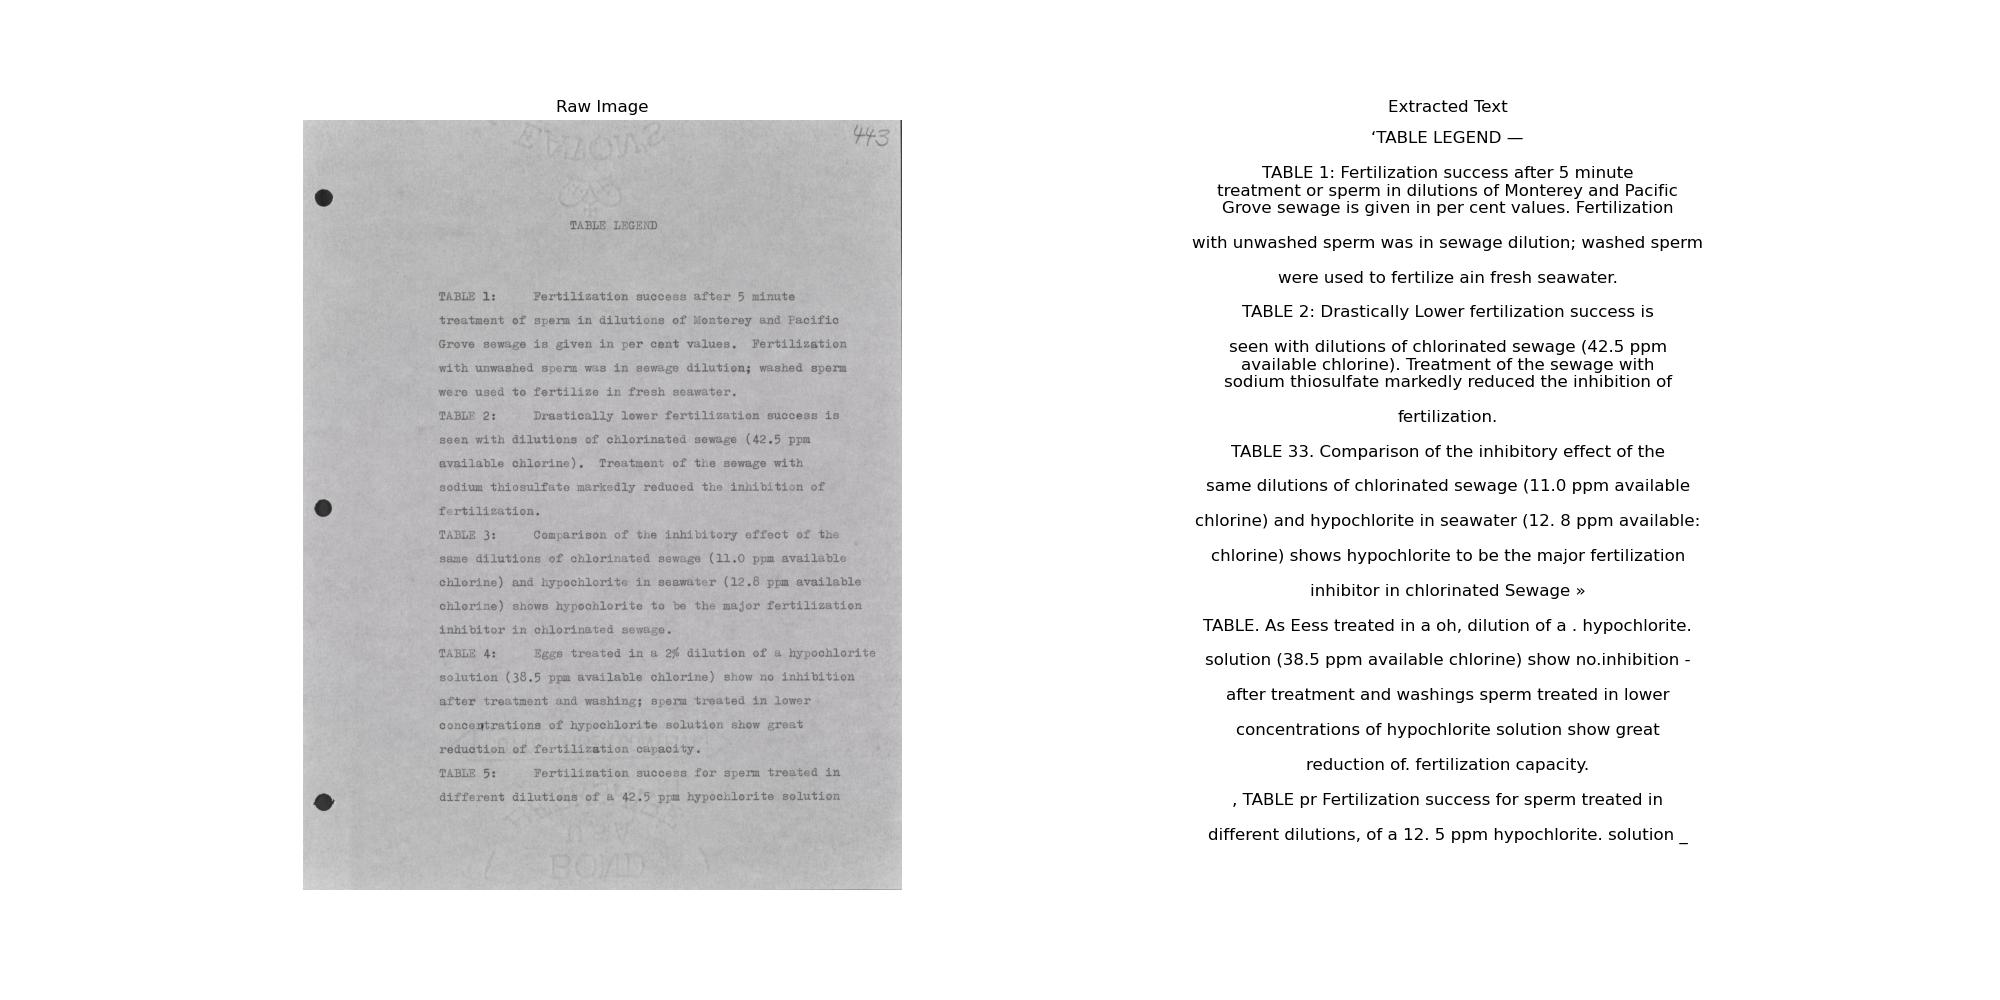 Raw Image
443
TABLE LEGEND
TABLE 1: Fertilization success after 5 minute
treatment of sperm in dilutions of Monterey and Pacific
Grove sewage is given in per cent values. Fertilization
with unwashed sperm was in sewage dilution; washed sperm
were used to fertilize in fresh seawater.
TABLE 2: Drastically lower fertilization success is
seen with dilutions of chlorinated sewage (42.5 ppm
available chlorine). Treatment of the sewage with
sodium thiosulfate markedly reduced the inhibition of
fertilization.
TABLE 3: Comparison of the inhibitory effect of the
same dilutions of chlorinated sewage (11.0 ppm available
chlorine) and hypochlorite in seawater (12.8 ppm available
chlorine) shows hypochlorite to be the major fertilization
inhibitor in chlorinated sewage.
TABLE 4: Eggs treated in a 2% dilution of a hypochlorite
solution (38.5 ppm available chlorine) show no inhibition
after treatment and washing; sperm treated in lower
concentrations of hypochlorite solution show great
reduction of fertilization capacity.
TABLE 5: Fertilization success for sperm treated in
different dilutions of a 42.5 ppm hypochlorite solution
USA
BOND
Extracted Text
‘TABLE LEGEND —
TABLE 1: Fertilization success after 5 minute
treatment or sperm in dilutions of Monterey and Pacific
Grove sewage is given in per cent values. Fertilization
with unwashed sperm was in sewage dilution; washed sperm
were used to fertilize ain fresh seawater.
TABLE 2: Drastically Lower fertilization success is
seen with dilutions of chlorinated sewage (42.5 ppm
available chlorine). Treatment of the sewage with
sodium thiosulfate markedly reduced the inhibition of
fertilization.
TABLE 33. Comparison of the inhibitory effect of the
same dilutions of chlorinated sewage (11.0 ppm available
chlorine) and hypochlorite in seawater (12. 8 ppm available:
chlorine) shows hypochlorite to be the major fertilization
inhibitor in chlorinated Sewage »
TABLE. As Eess treated in a oh, dilution of a . hypochlorite.
solution (38.5 ppm available chlorine) show no.inhibition -
after treatment and washings sperm treated in lower
concentrations of hypochlorite solution show great
reduction of. fertilization capacity.
, TABLE pr Fertilization success for sperm treated in
different dilutions, of a 12. 5 ppm hypochlorite. solution _